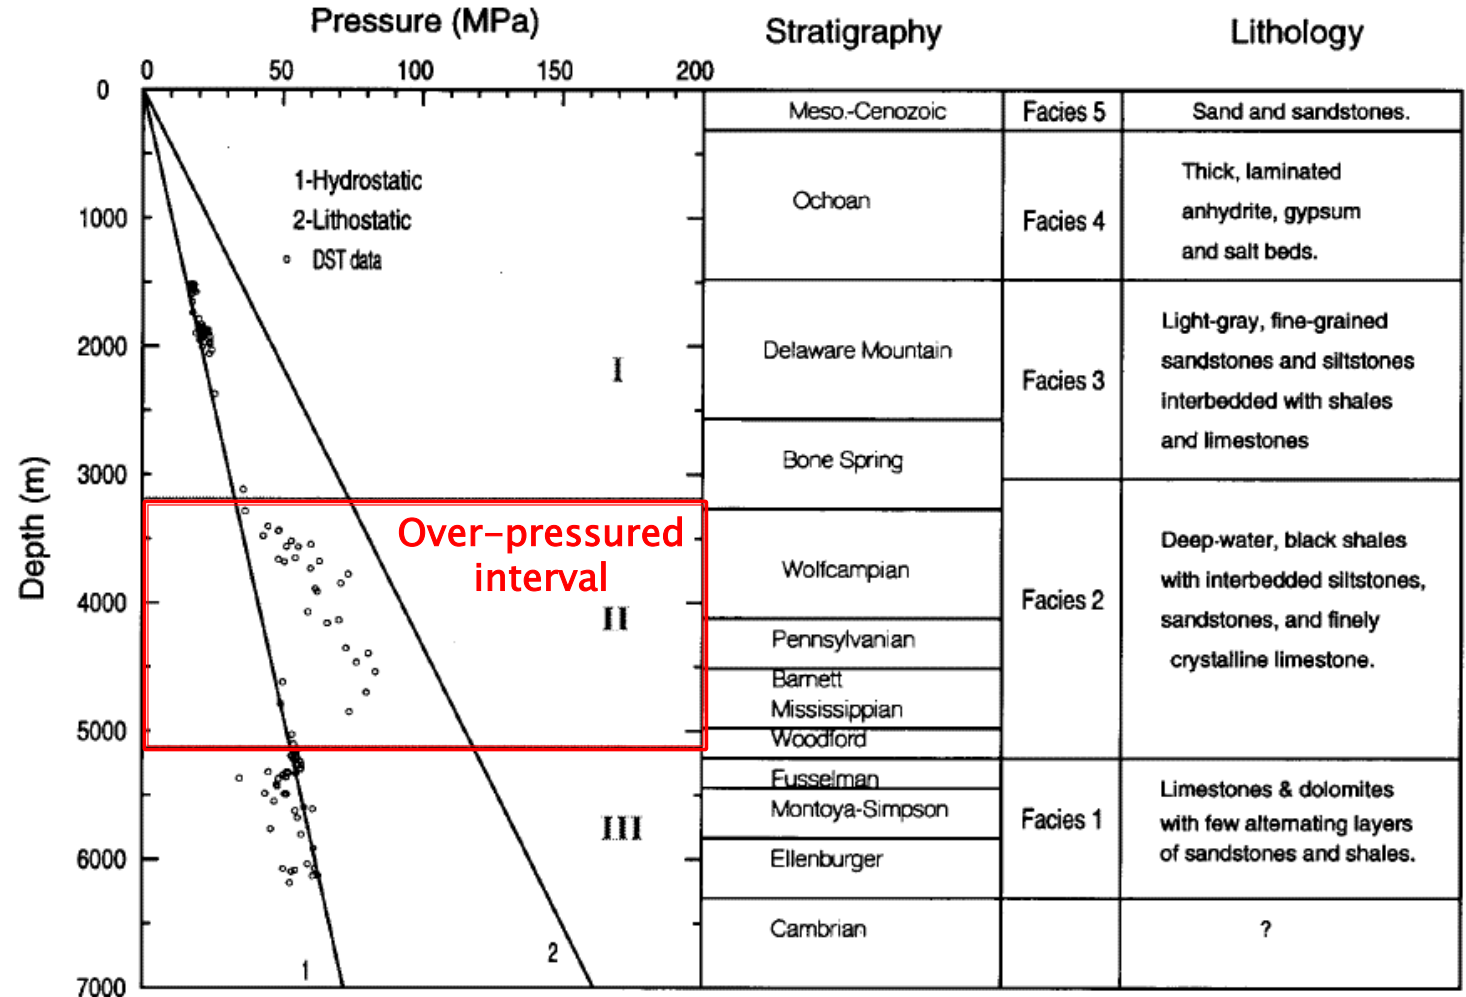 Pressure (MPa)
Stratigraphy
Lithology
0
50
100
150
200
0
1000
2000
3000
4000
5000
6000
7000
Depth (m)
1-Hydrostatic
2-Lithostatic
DST data
I
Over-pressured
interval
II
III
1
2
Meso.-Cenozoic
Facies 5
Sand and sandstones.
Ochoan
Facies 4
Thick, laminated
anhydrite, gypsum
and salt beds.
Delaware Mountain
Bone Spring
Facies 3
Light-gray, fine-grained
sandstones and siltstones
interbedded with shales
and limestones
Wolfcampian
Pennsylvanian
Barnett
Mississippian
Woodford
Facies 2
Deep-water, black shales
with interbedded siltstones,
sandstones, and finely
crystalline limestone.
Fusselman
Montoya-Simpson
Ellenburger
Facies 1
Limestones & dolomites
with few alternating layers
of sandstones and shales.
Cambrian
?